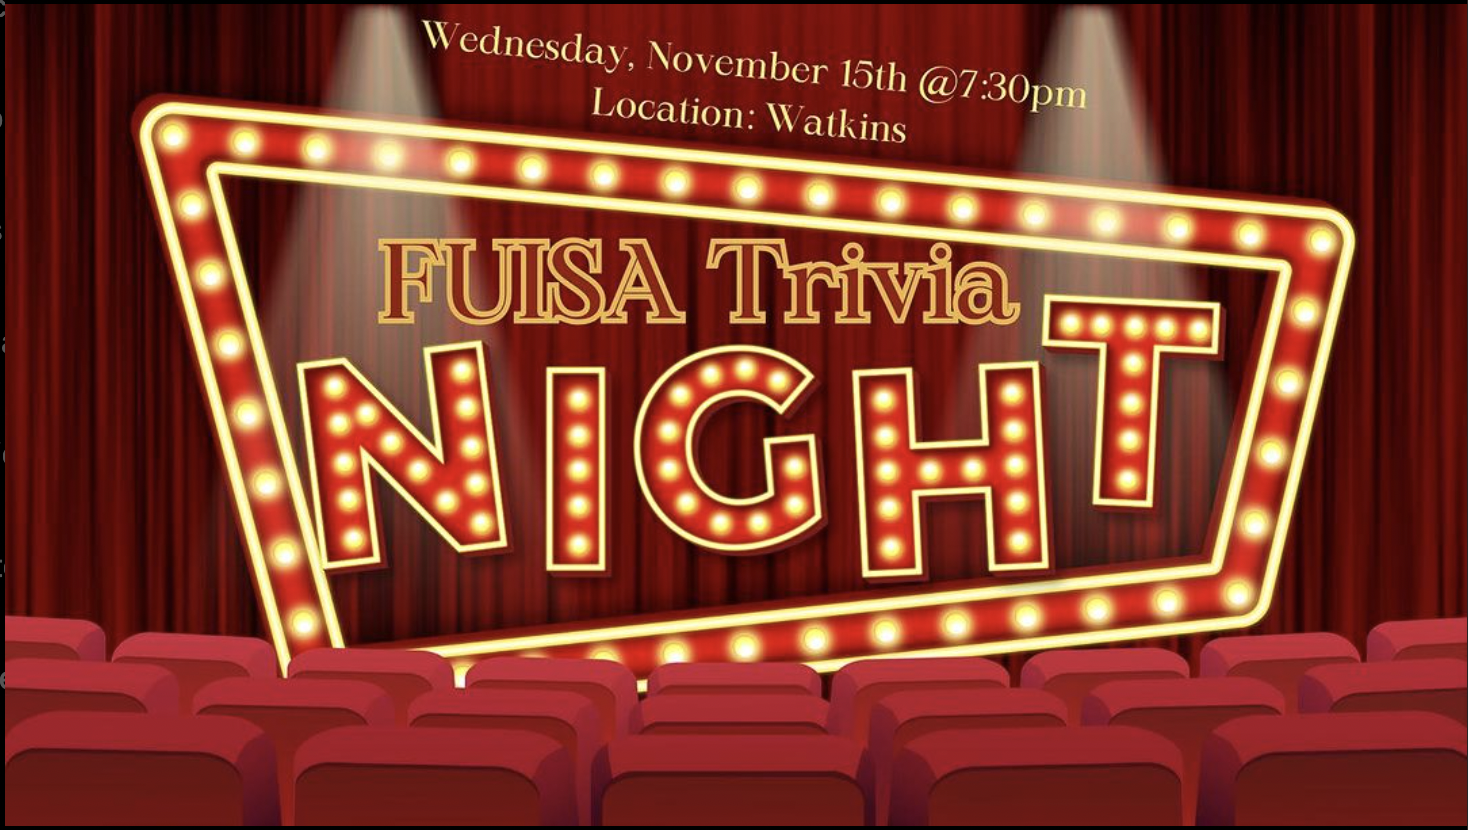 Wednesday, November 15th @7:30pm
Location: Watkins
FUISA Trivia
NIGHT